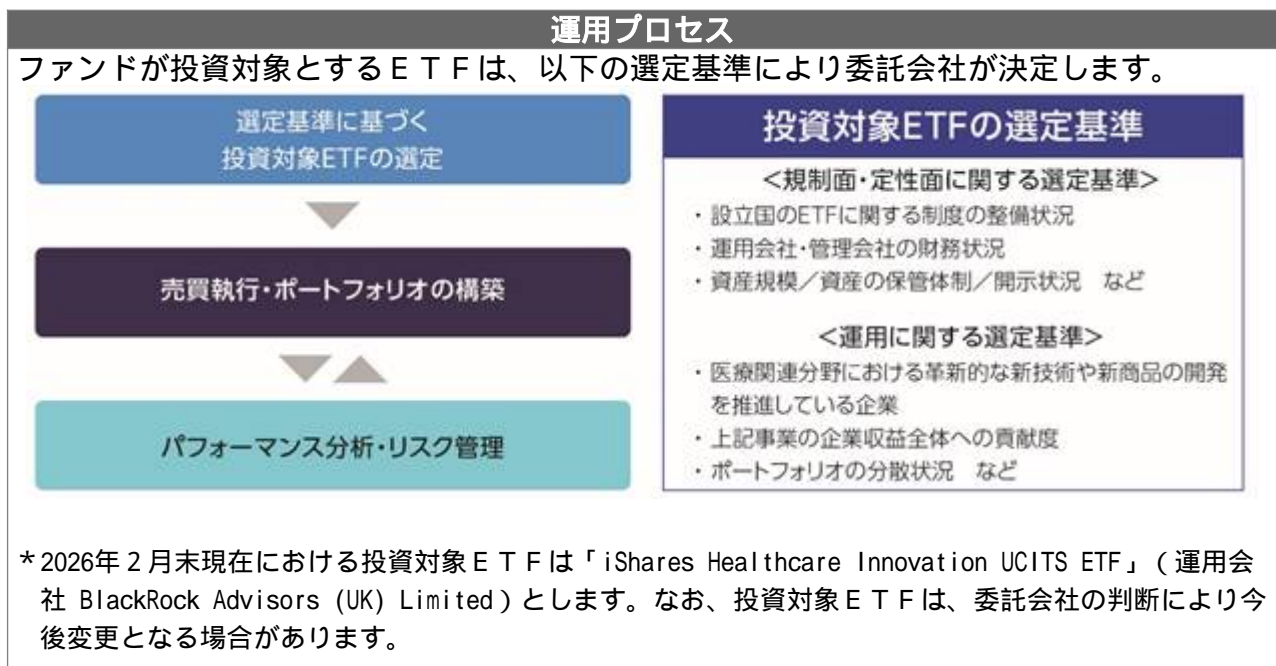 運用プロセス
ファンドが投資対象とするＥＴＦは、以下の選定基準により委託会社が決定します。
選定基準に基づく
投資対象ETFの選定
売買執行・ポートフォリオの構築
パフォーマンス分析・リスク管理
投資対象ETFの選定基準
＜規制面・定性面に関する選定基準＞
・設立国のETFに関する制度の整備状況
・運用会社・管理会社の財務状況
・資産規模／資産の保管体制／開示状況　など
＜運用に関する選定基準＞
・医療関連分野における革新的な新技術や新商品の開発
を推進している企業
・上記事業の企業収益全体への貢献度
・ポートフォリオの分散状況　など
＊2026年２月末現在における投資対象ＥＴＦは「iShares Healthcare Innovation UCITS ETF」（運用会
社 BlackRock Advisors (UK) Limited）とします。なお、投資対象ＥＴＦは、委託会社の判断により今
後変更となる場合があります。